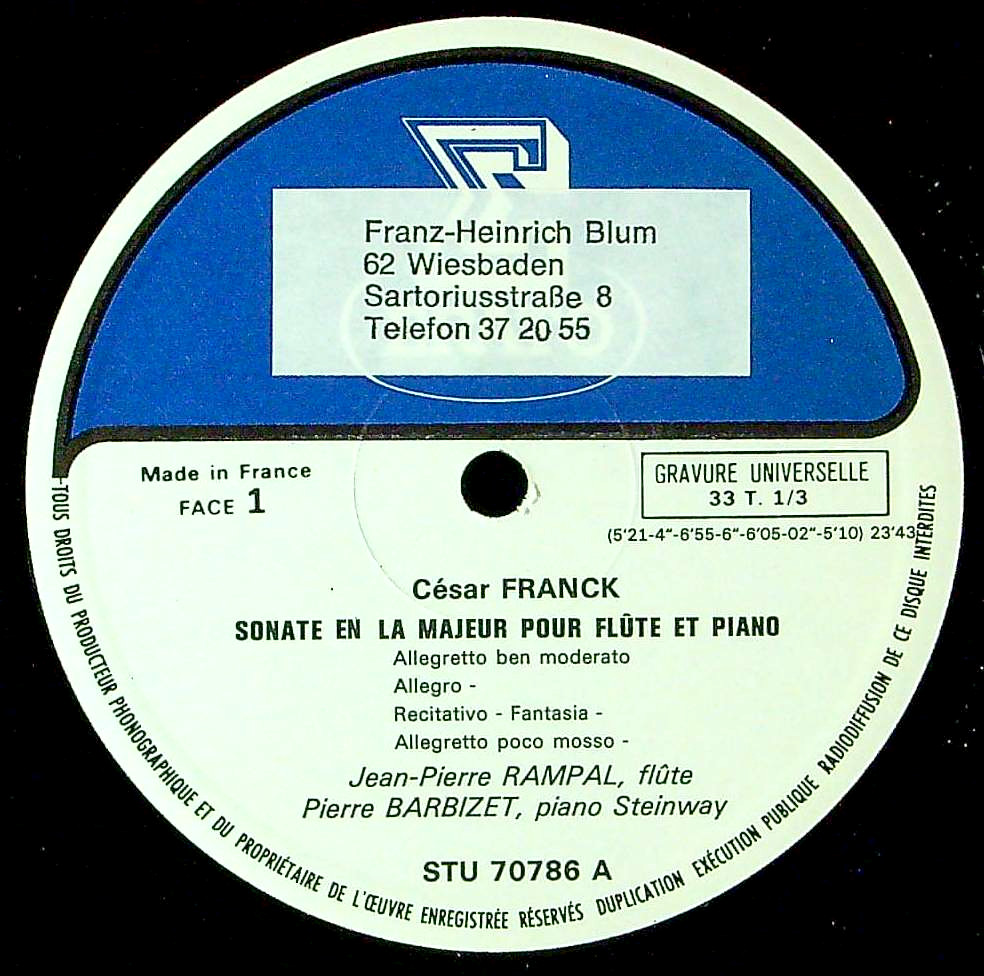 Franz-Heinrich Blum
62 Wiesbaden
Sartoriusstraße 8
Telefon 37 20 55
Made in France
FACE 1
GRAVURE UNIVERSELLE
33 T. 1/3
(5'21-4"-6'55-6"-6'05-02"-5'10) 23'43
César FRANCK
SONATE EN LA MAJEUR POUR FLÛTE ET PIANO
Allegretto ben moderato
Allegro -
Recitativo - Fantasia -
Allegretto poco mosso -
Jean-Pierre RAMPAL, flûte
Pierre BARBIZET, piano Steinway
STU 70786 A
TOUS DROITS DU PRODUCTEUR PHONOGRAPHIQUE ET DU PROPRIÉTAIRE DE L'ŒUVRE ENREGISTRÉE RÉSERVÉS DUPLICATION EXÉCUTION PUBLIQUE RADIODIFFUSION DE CE DISQUE INTERDITES